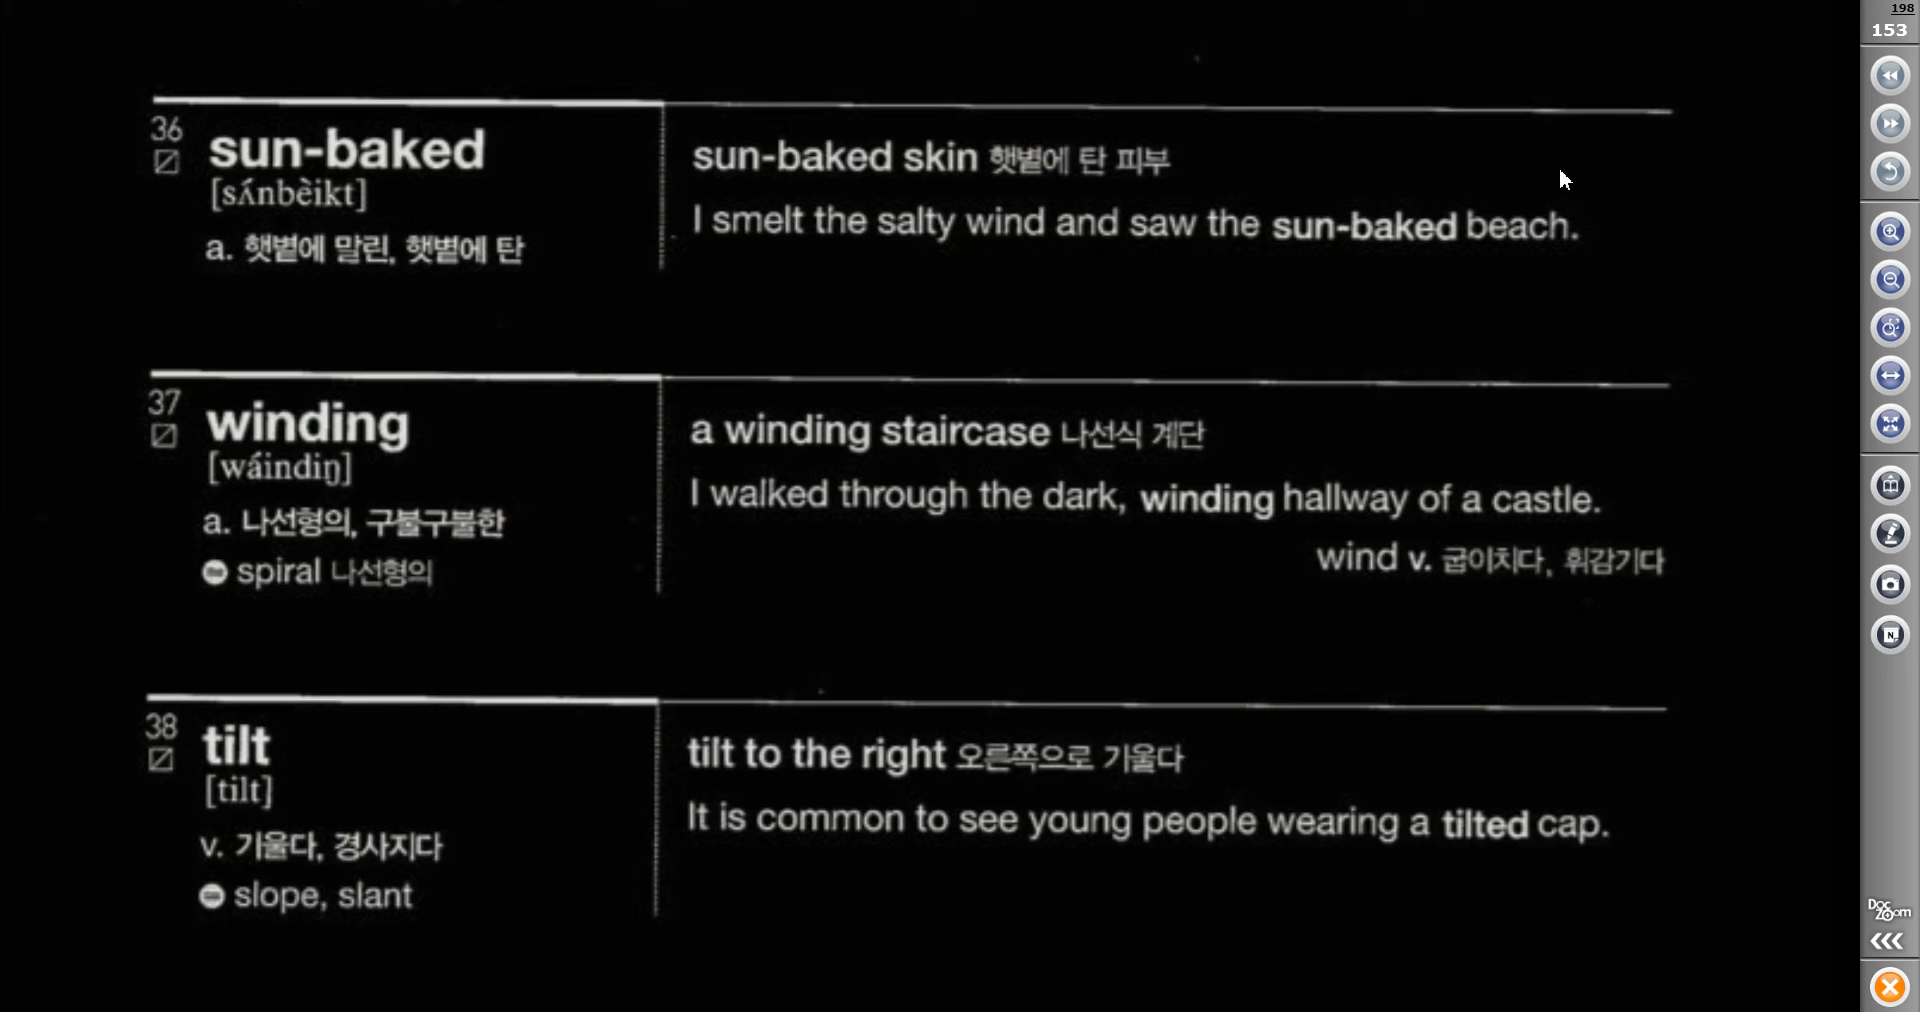 198
153
36
sun-baked
[sʌ́nbèikt]
a. 햇볕에 말린, 햇볕에 탄
sun-baked skin 햇볕에 탄 피부
I smelt the salty wind and saw the sun-baked beach.
37
winding
[wáindiŋ]
a. 나선형의, 구불구불한
spiral 나선형의
a winding staircase 나선식 계단
I walked through the dark, winding hallway of a castle.
wind v. 굽이치다, 휘감기다
38
tilt
[tilt]
v. 기울다, 경사지다
slope, slant
tilt to the right 오른쪽으로 기울다
It is common to see young people wearing a tilted cap.
N
Doc
Zoom